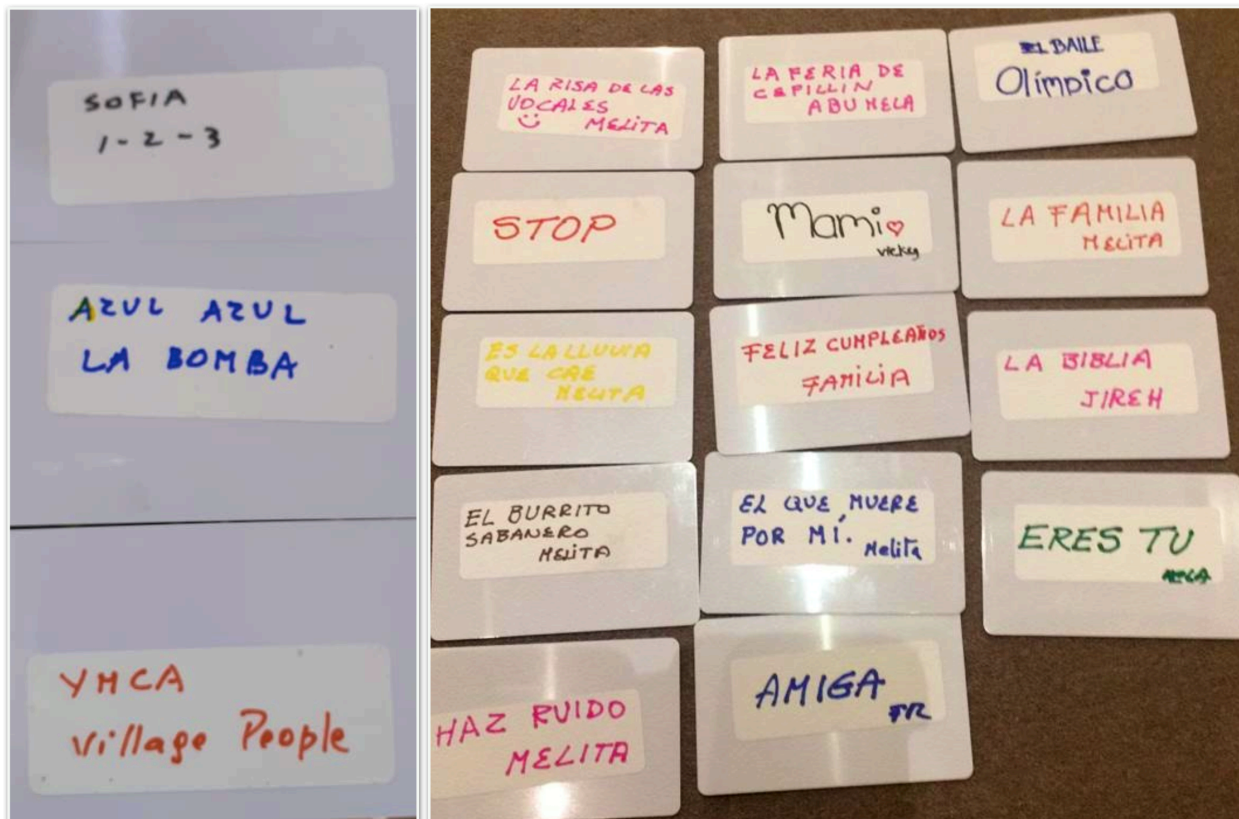 SOFIA
1-2-3
AZUL AZUL
LA BOMBA
YMCA
Village People
LA RISA DE LAS
VOCALES
MELITA
LA FERIA DE
CEPILLIN
ABU MELA
EL BAILE
Olímpico
STOP
Mami
vicky
LA FAMILIA
MELITA
ES LA LLUVIA
QUE CAE
MELITA
FELIZ CUMPLEAÑOS
FAMILIA
LA BIBLIA
JIREH
EL BURRITO
SABANERO
MELITA
EL QUE MUERE
POR MÍ.
Melita
ERES TU
HAZ RUIDO
MELITA
AMIGA